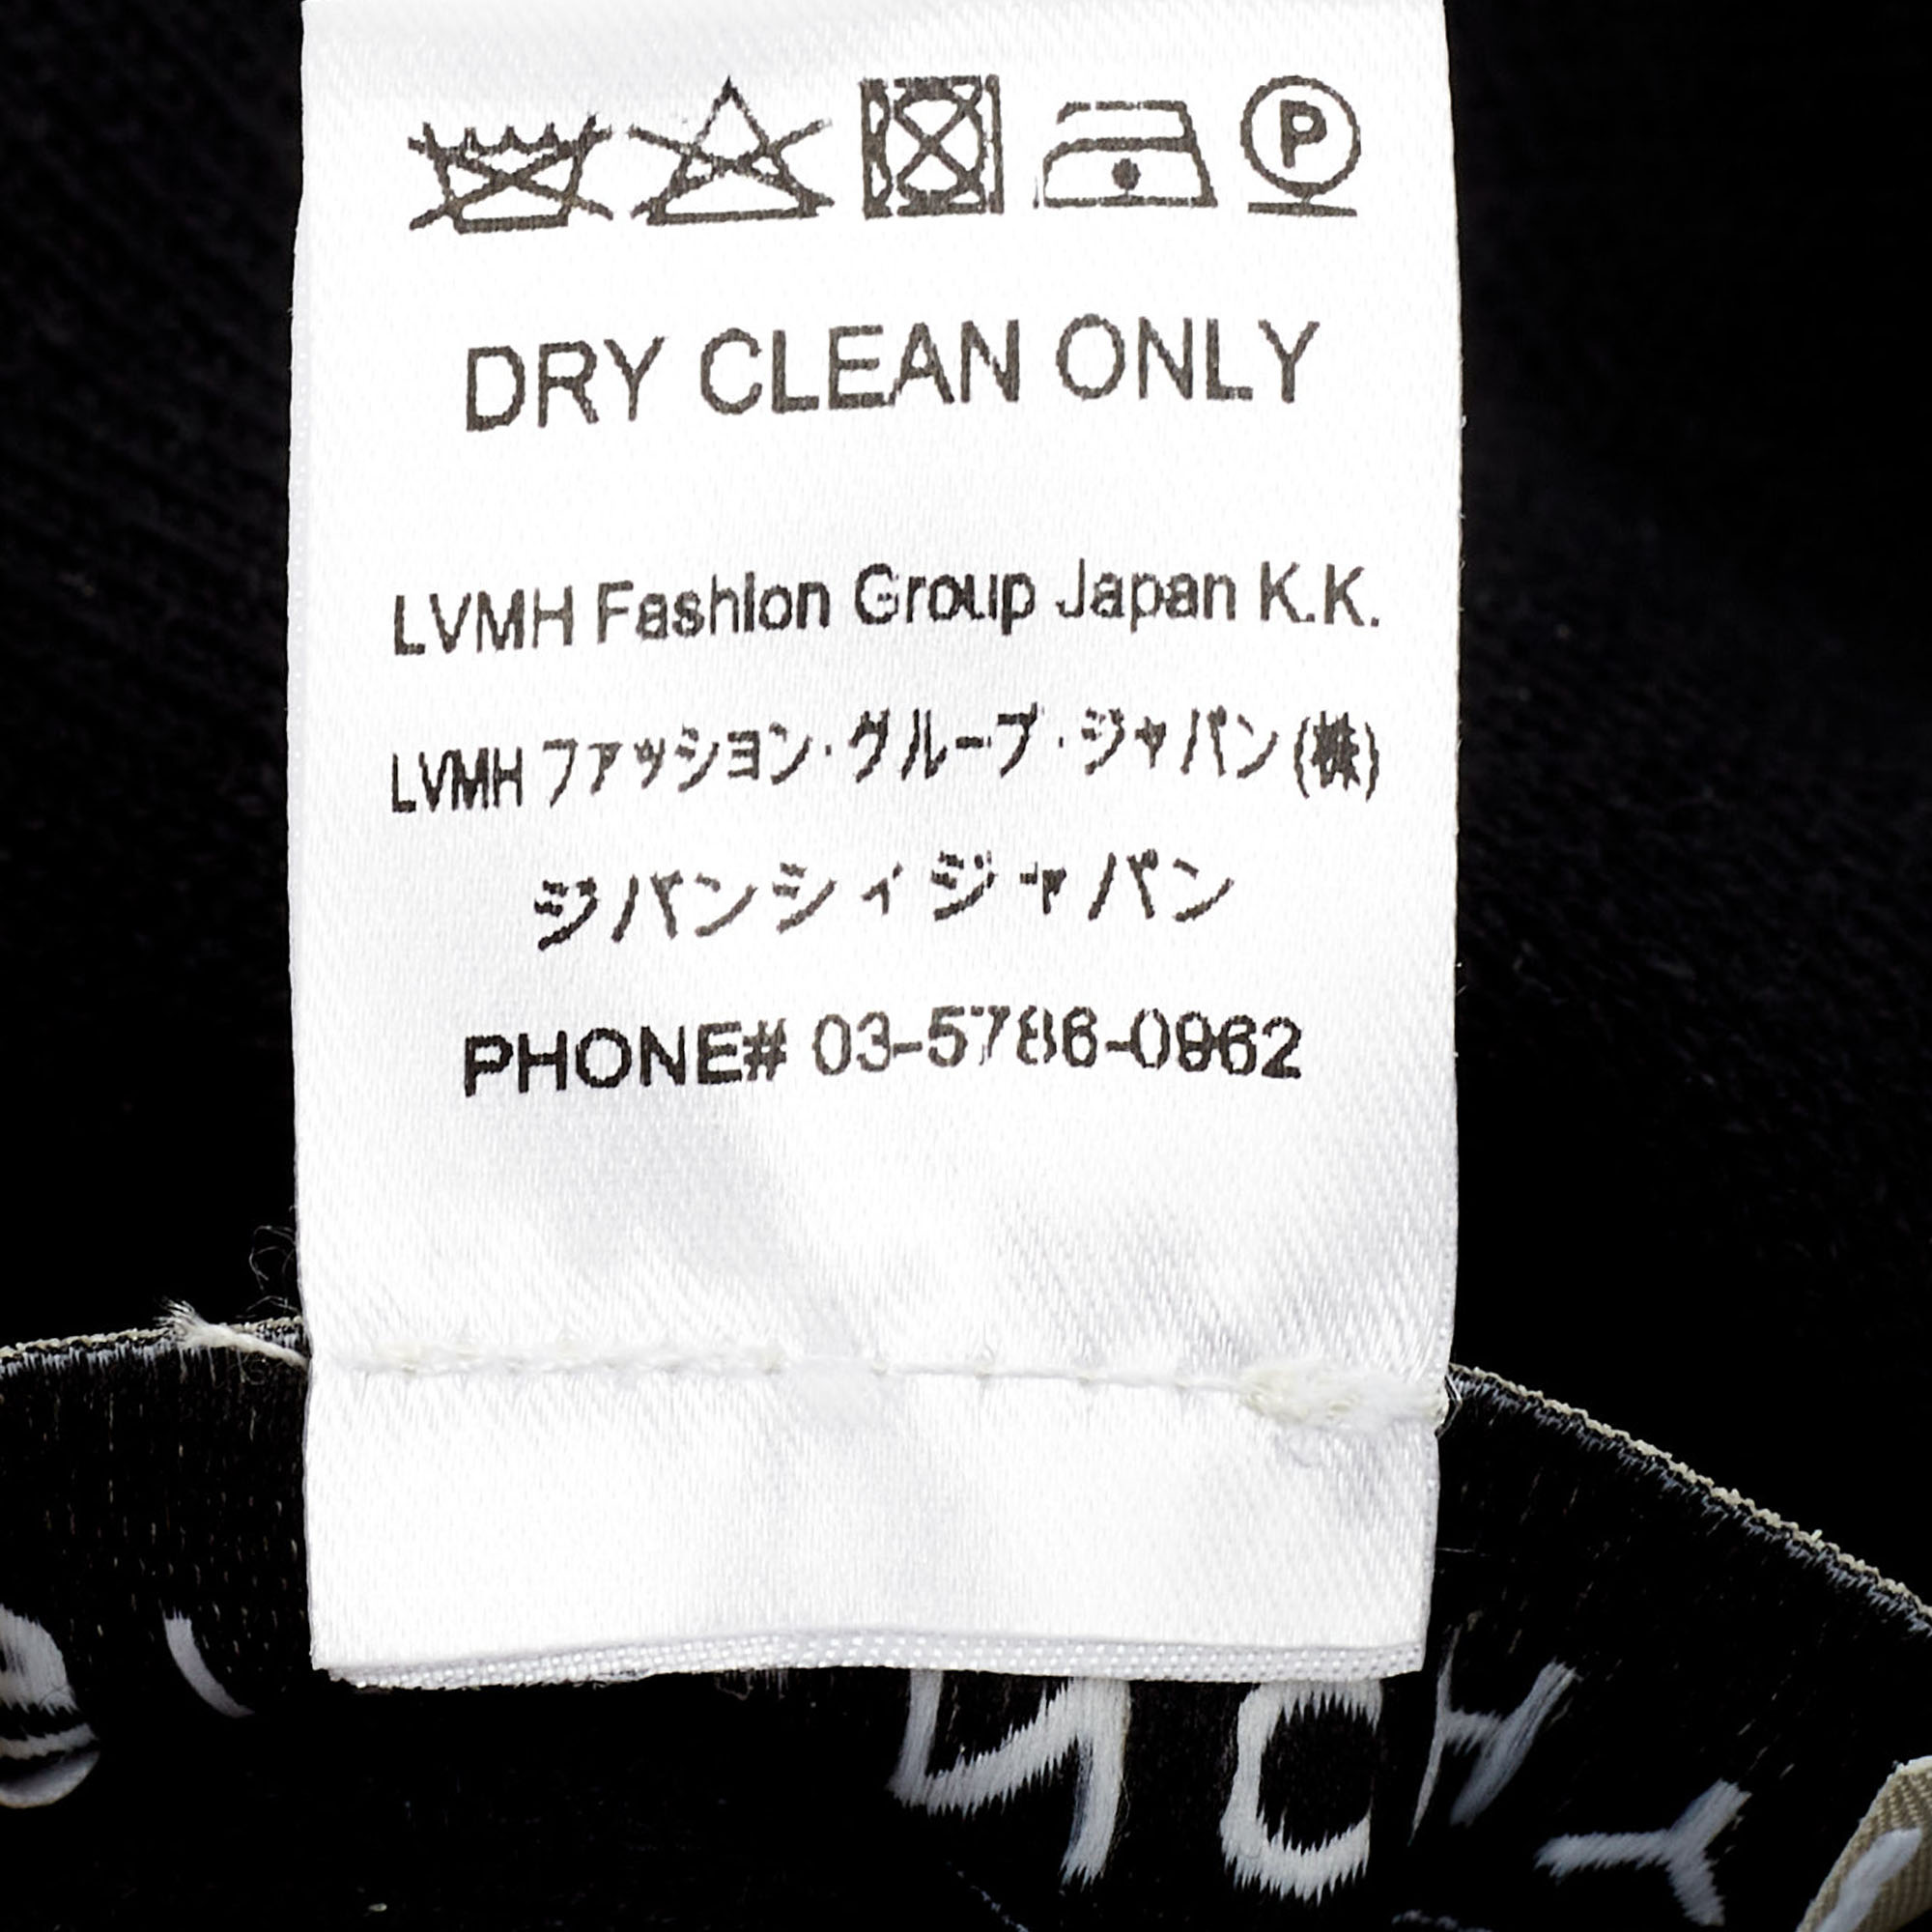 P
DRY CLEAN ONLY
LVMH Fashion Group Japan K.K.
LVMH ファッション・グループ・ジャパン(株)
ジバンシィジャパン
PHONE# 03-5786-0962